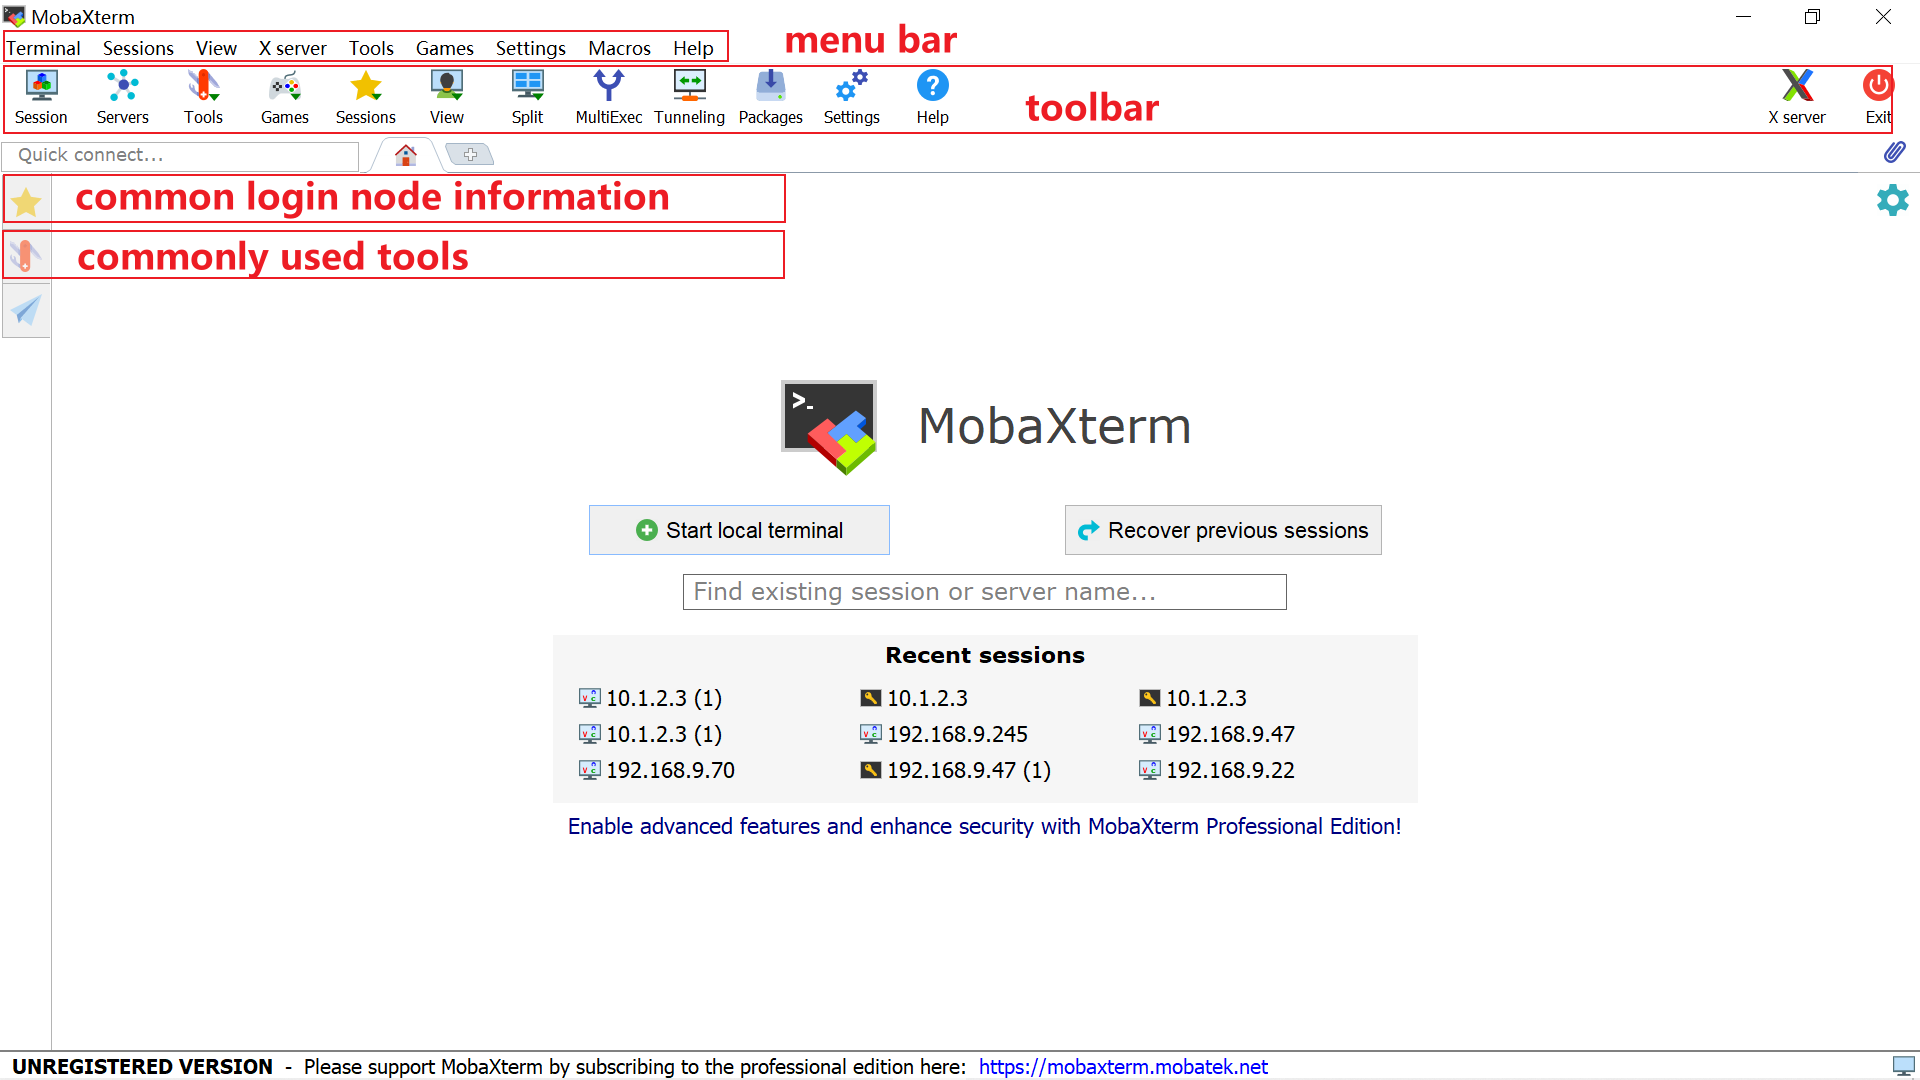 MobaXterm
Terminal Sessions View X server Tools Games Settings Macros Help
menu bar
Session Servers Tools Games Sessions View Split MultiExec Tunneling Packages Settings Help
toolbar
X server Exit
Quick connect...
common login node information
commonly used tools
>_
MobaXterm
Start local terminal
Recover previous sessions
Find existing session or server name...
Recent sessions
10.1.2.3 (1) 10.1.2.3 10.1.2.3
10.1.2.3 (1) 192.168.9.245 192.168.9.47
192.168.9.70 192.168.9.47 (1) 192.168.9.22
Enable advanced features and enhance security with MobaXterm Professional Edition!
UNREGISTERED VERSION - Please support MobaXterm by subscribing to the professional edition here: https://mobaxterm.mobatek.net